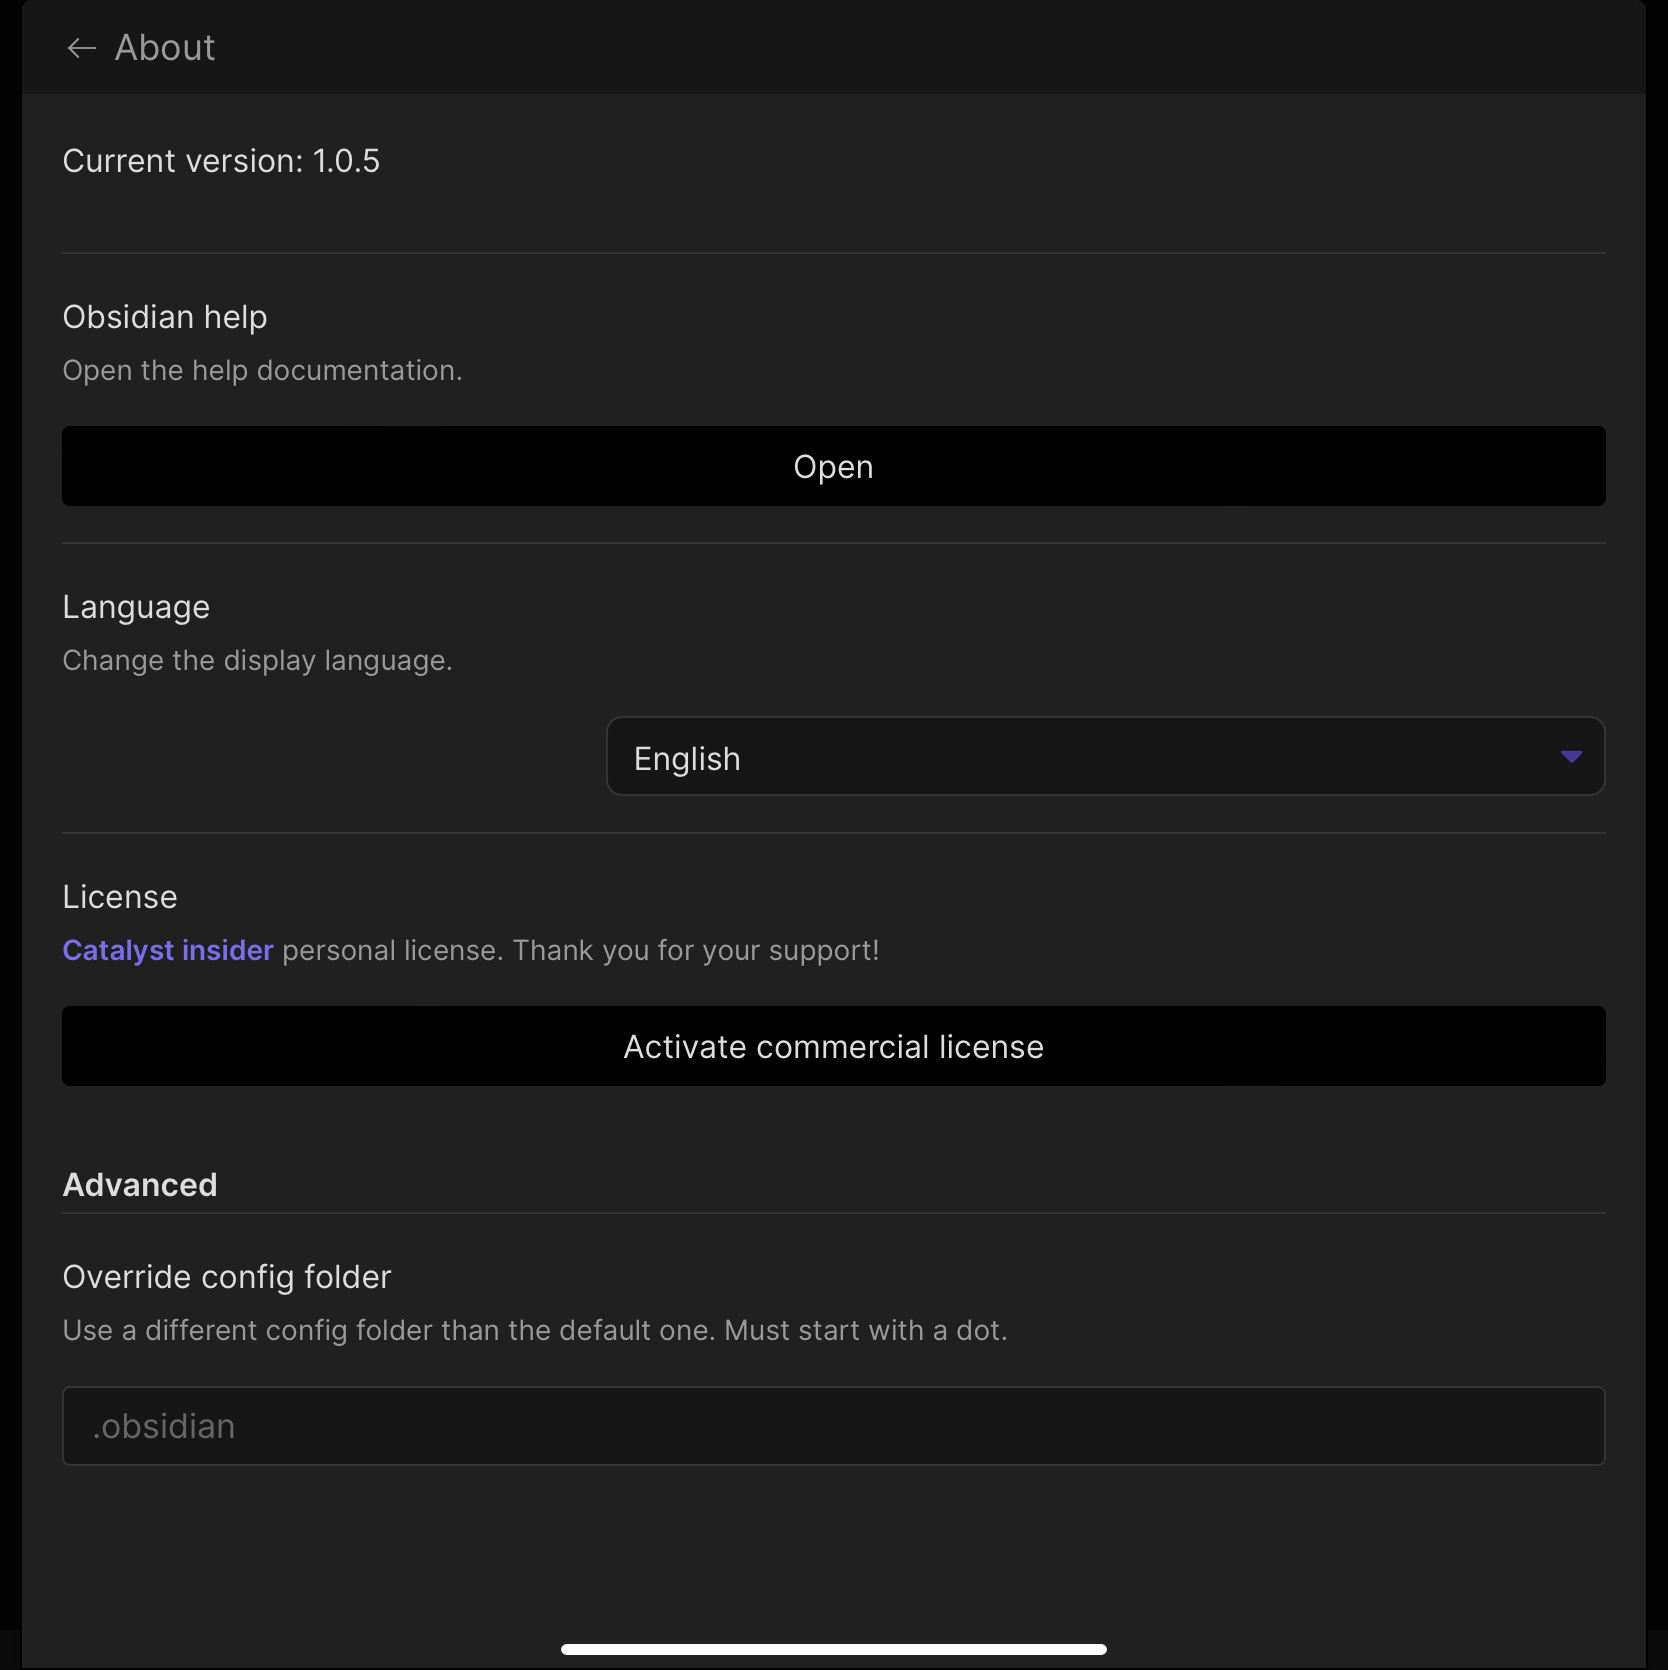 About
Current version: 1.0.5
Obsidian help
Open the help documentation.
Open
Language
Change the display language.
English
License
Catalyst insider personal license. Thank you for your support!
Activate commercial license
Advanced
Override config folder
Use a different config folder than the default one. Must start with a dot.
.obsidian